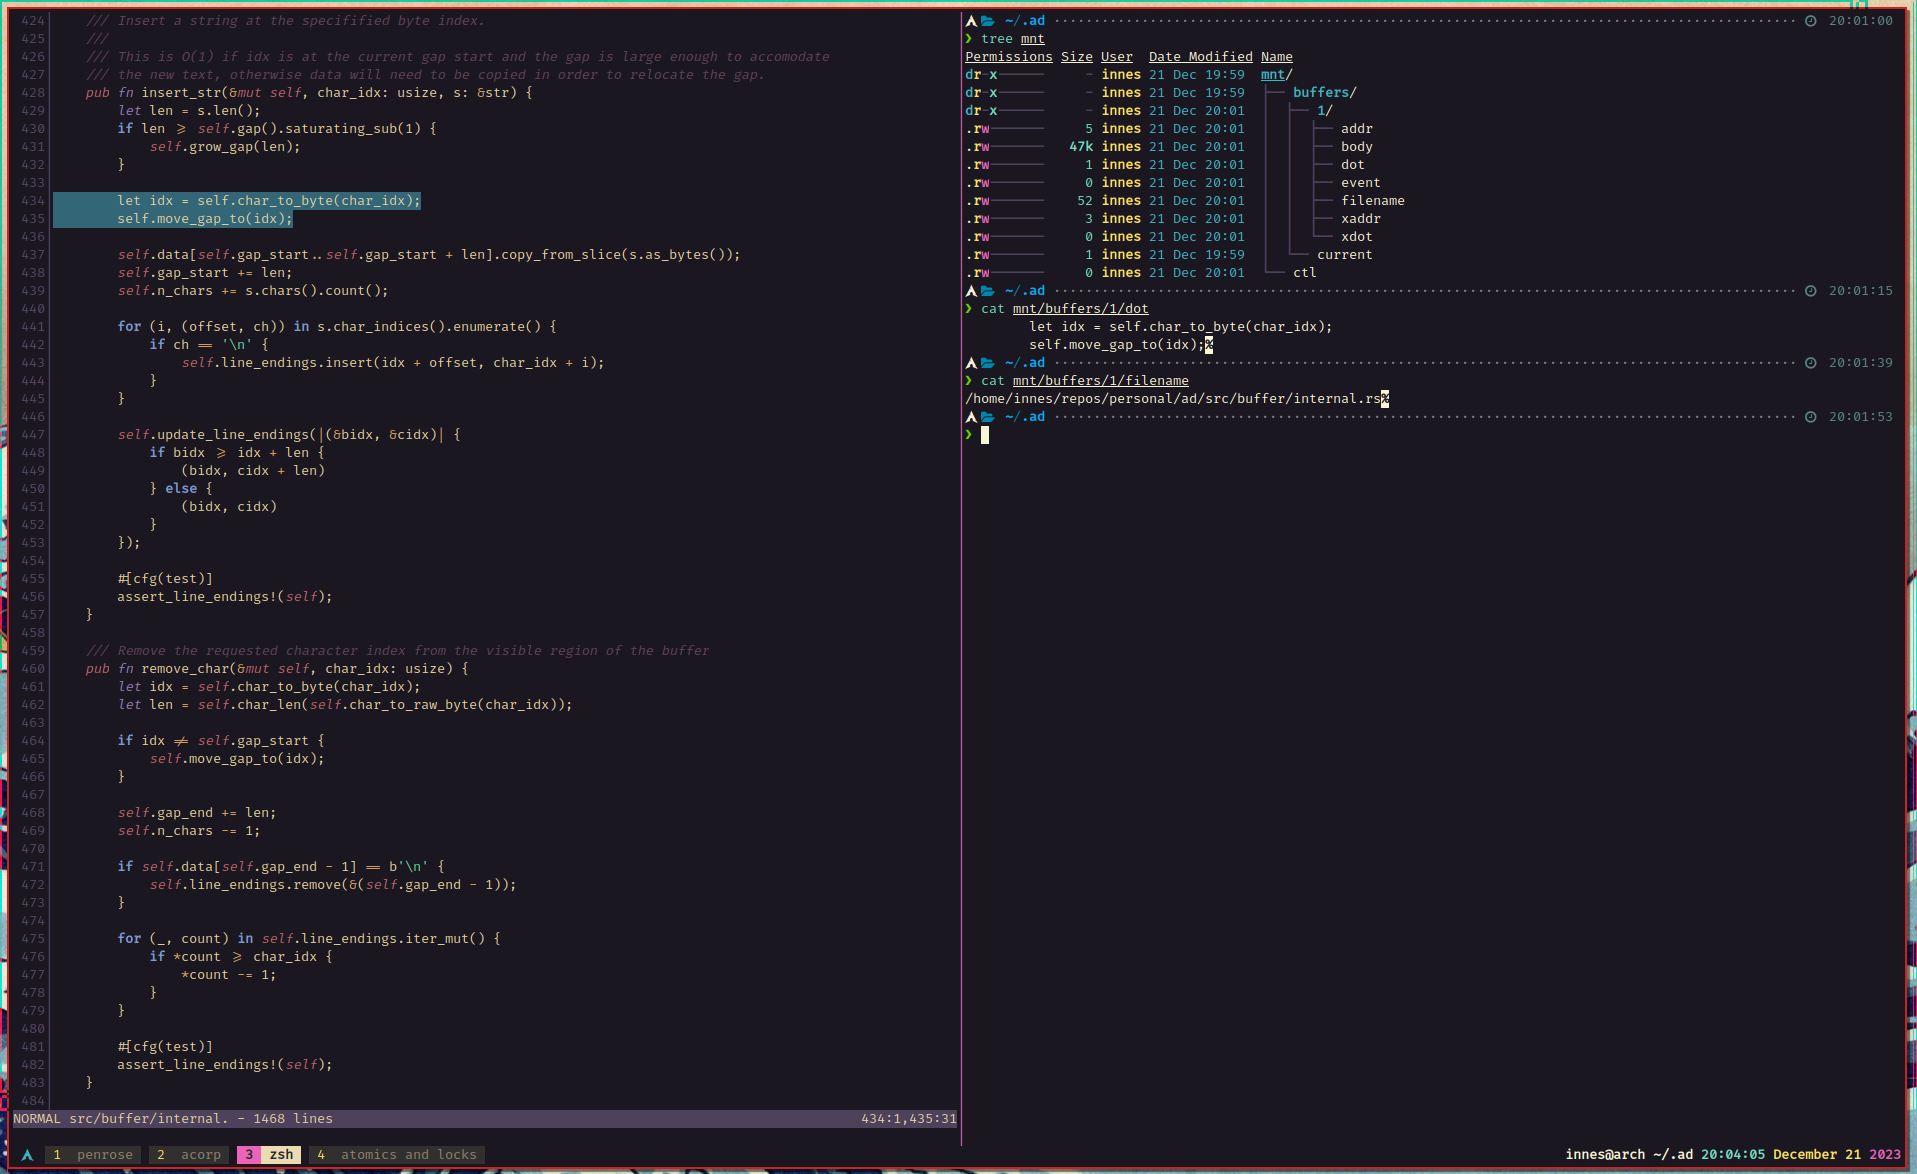 424 /// Insert a string at the specifified byte index.
425 ///
426 /// This is O(1) if idx is at the current gap start and the gap is large enough to accomodate
427 /// the new text, otherwise data will need to be copied in order to relocate the gap.
428 pub fn insert_str(&mut self, char_idx: usize, s: &str) {
429 let len = s.len();
430 if len >= self.gap().saturating_sub(1) {
431 self.grow_gap(len);
432 }
433
434 let idx = self.char_to_byte(char_idx);
435 self.move_gap_to(idx);
436
437 self.data[self.gap_start..self.gap_start + len].copy_from_slice(s.as_bytes());
438 self.gap_start += len;
439 self.n_chars += s.chars().count();
440
441 for (i, (offset, ch)) in s.char_indices().enumerate() {
442 if ch == '\n' {
443 self.line_endings.insert(idx + offset, char_idx + i);
444 }
445 }
446
447 self.update_line_endings(|(&bidx, &cidx)| {
448 if bidx >= idx + len {
449 (bidx, cidx + len)
450 } else {
451 (bidx, cidx)
452 }
453 });
454
455 #[cfg(test)]
456 assert_line_endings!(self);
457 }
458
459 /// Remove the requested character index from the visible region of the buffer
460 pub fn remove_char(&mut self, char_idx: usize) {
461 let idx = self.char_to_byte(char_idx);
462 let len = self.char_len(self.char_to_raw_byte(char_idx));
463
464 if idx != self.gap_start {
465 self.move_gap_to(idx);
466 }
467
468 self.gap_end += len;
469 self.n_chars -= 1;
470
471 if self.data[self.gap_end - 1] == b'\n' {
472 self.line_endings.remove(&(self.gap_end - 1));
473 }
474
475 for (_, count) in self.line_endings.iter_mut() {
476 if *count >= char_idx {
477 *count -= 1;
478 }
479 }
480
481 #[cfg(test)]
482 assert_line_endings!(self);
483 }
484
NORMAL src/buffer/internal. - 1468 lines 434:1,435:31
~/.ad 20:01:00
❯ tree mnt
Permissions Size User Date Modified Name
dr-x------ - innes 21 Dec 19:59 mnt/
dr-x------ - innes 21 Dec 19:59 buffers/
dr-x------ - innes 21 Dec 20:01 1/
.rw------- 5 innes 21 Dec 20:01 addr
.rw------- 47k innes 21 Dec 20:01 body
.rw------- 1 innes 21 Dec 20:01 dot
.rw------- 0 innes 21 Dec 20:01 event
.rw------- 52 innes 21 Dec 20:01 filename
.rw------- 3 innes 21 Dec 20:01 xaddr
.rw------- 0 innes 21 Dec 20:01 xdot
.rw------- 1 innes 21 Dec 19:59 current
.rw------- 0 innes 21 Dec 20:01 ctl
~/.ad 20:01:15
❯ cat mnt/buffers/1/dot
let idx = self.char_to_byte(char_idx);
self.move_gap_to(idx);%
~/.ad 20:01:39
❯ cat mnt/buffers/1/filename
/home/innes/repos/personal/ad/src/buffer/internal.rs%
~/.ad 20:01:53
❯
1 penrose 2 acorp 3 zsh 4 atomics and locks innes@arch ~/.ad 20:04:05 December 21 2023